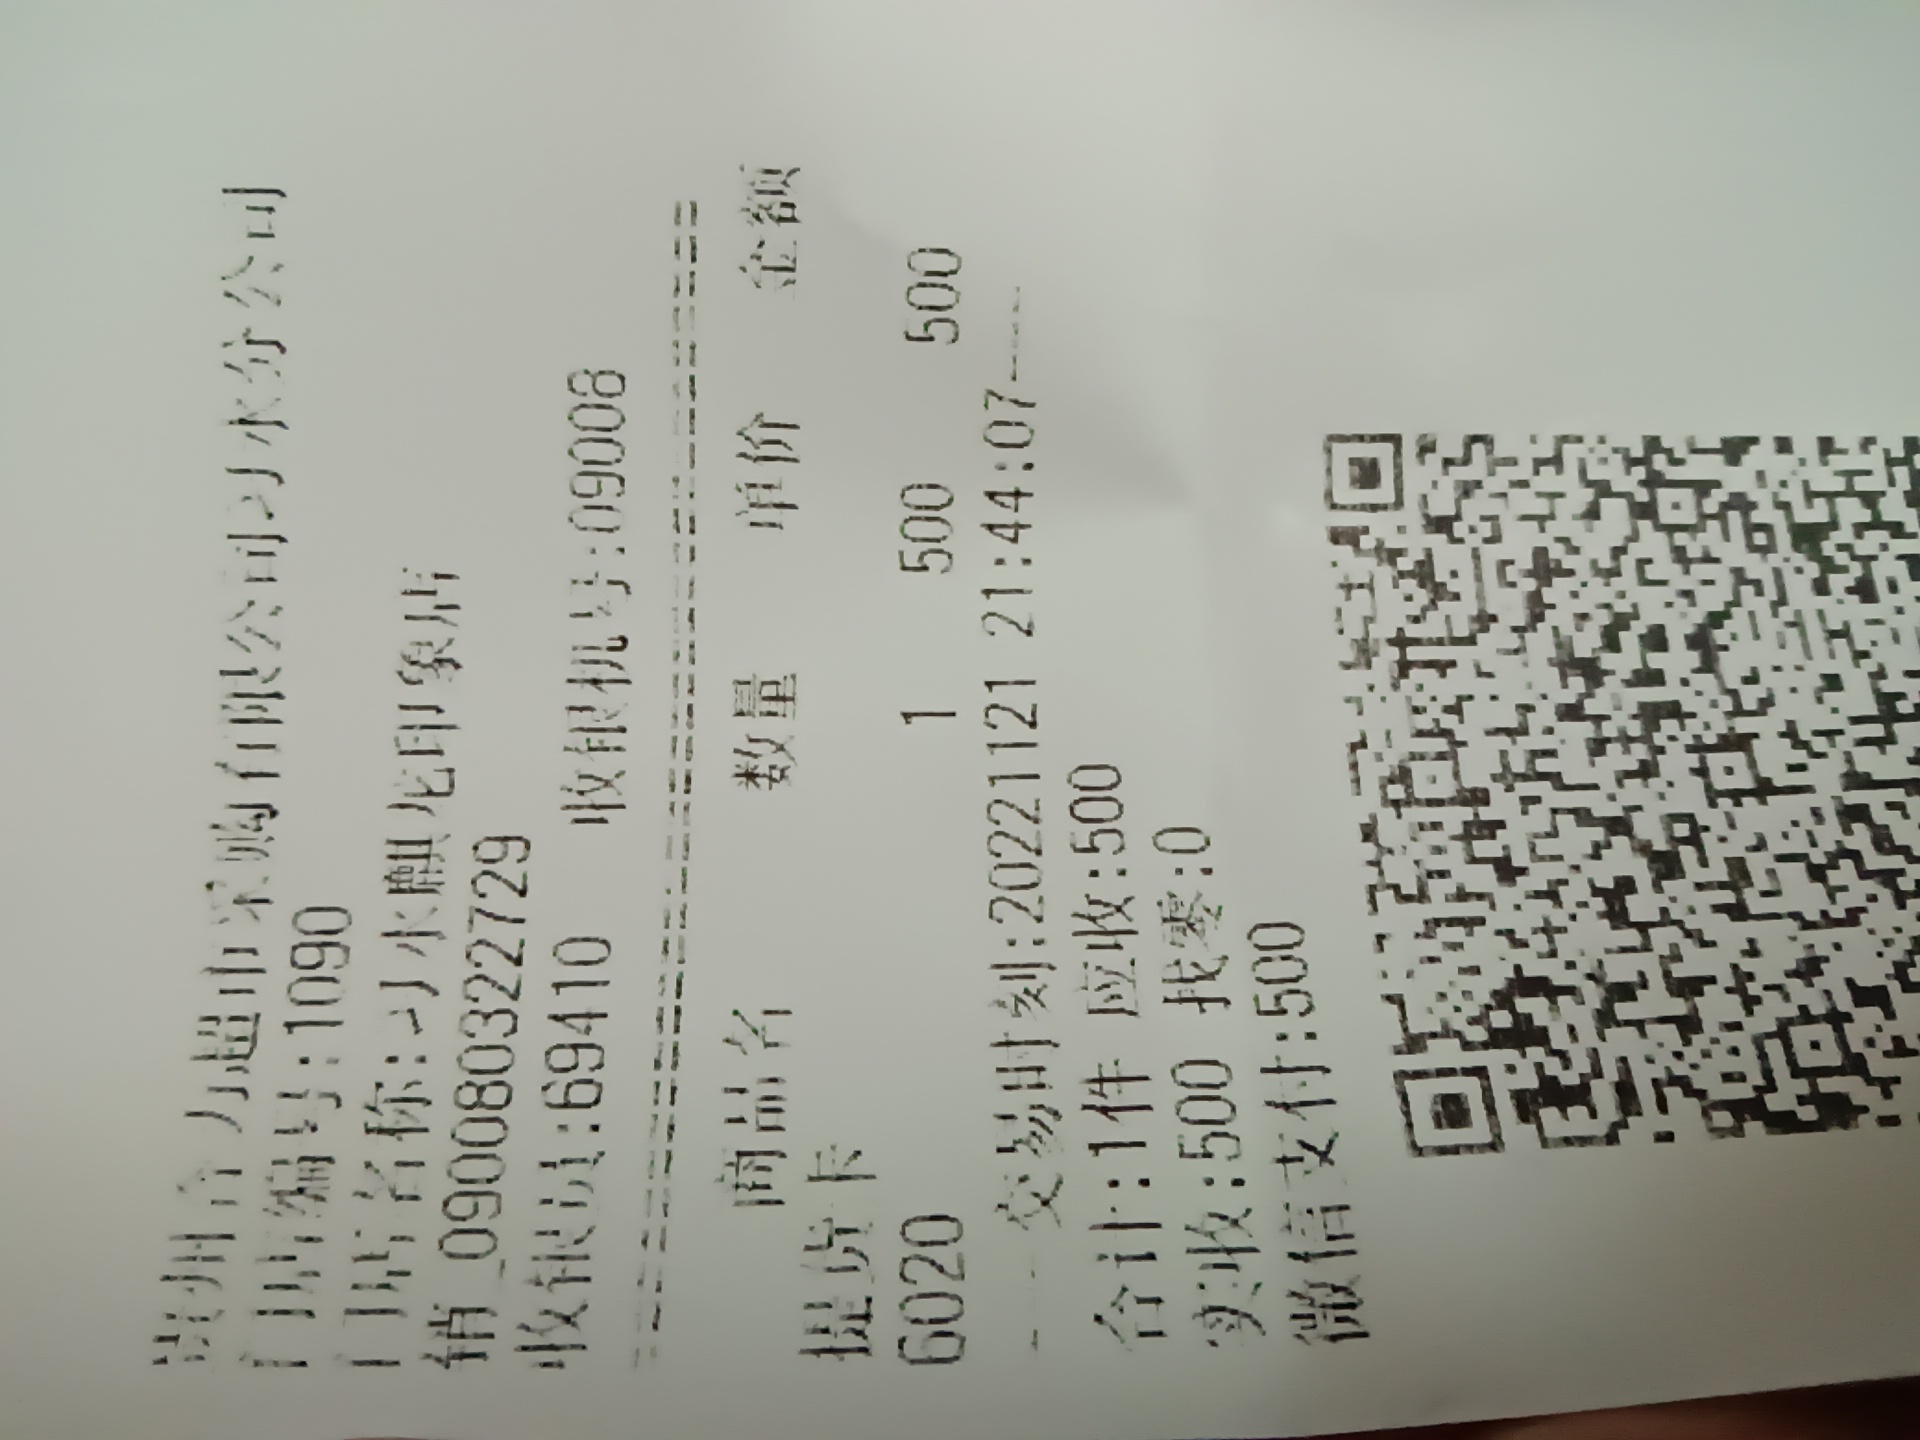 贵州合力超市采购有限公司习水分公司
门店编号:1090
门店名称:习水麒龙印象店
销_0900803222729
收银员:69410 收银机号:09008
==========================================
商品名 数量 单价 金额
提货卡
6020 1 500 500
----交易时刻:20221121 21:44:07----
合计:1件 应收:500
实收:500 找零:0
微信支付:500